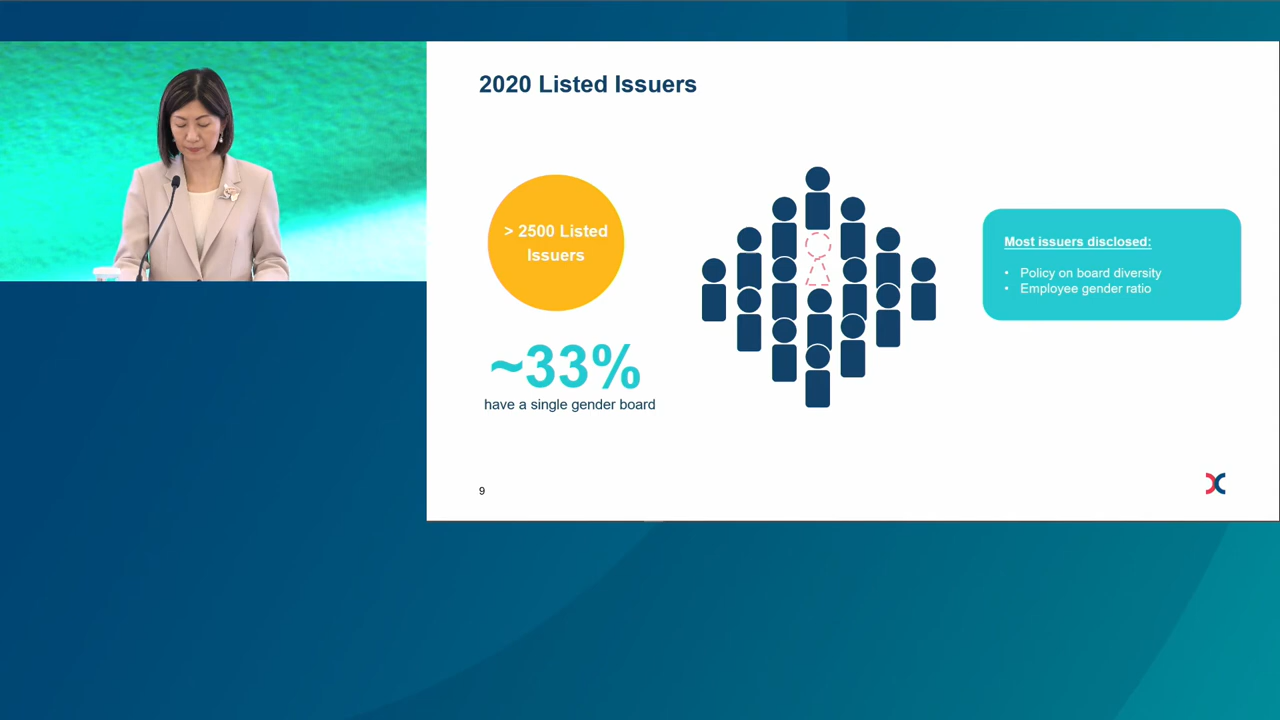 2020 Listed Issuers
> 2500 Listed
Issuers
~33%
have a single gender board
Most issuers disclosed:
• Policy on board diversity
• Employee gender ratio
9